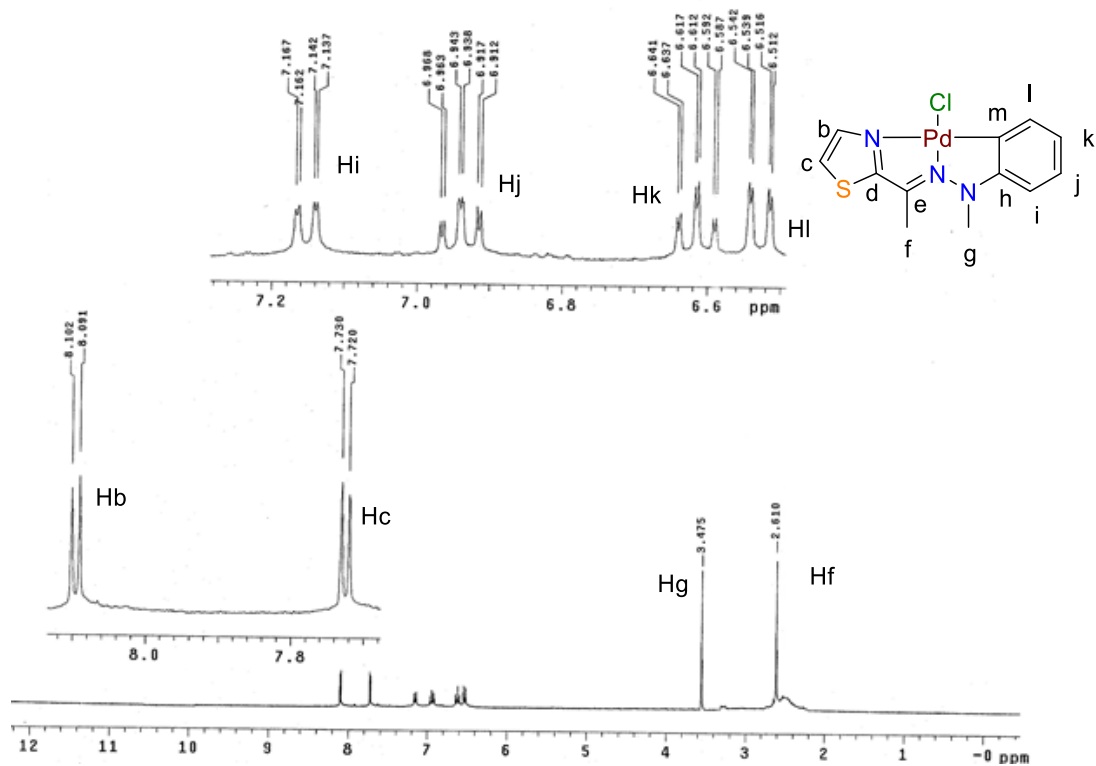 7.167
7.162
7.142
7.137
6.968
6.963
6.943
6.938
6.917
6.912
6.641
6.637
6.617
6.612
6.592
6.587
6.542
6.539
6.516
6.512
Hi
Hj
Hk
Hl
7.2 7.0 6.8 6.6 ppm
Cl
b N Pd m l
c k
S d N N h j
e i
f g
8.102
8.091
7.730
7.720
Hb
Hc
8.0 7.8
3.475
2.610
Hg
Hf
12 11 10 9 8 7 6 5 4 3 2 1 -0 ppm